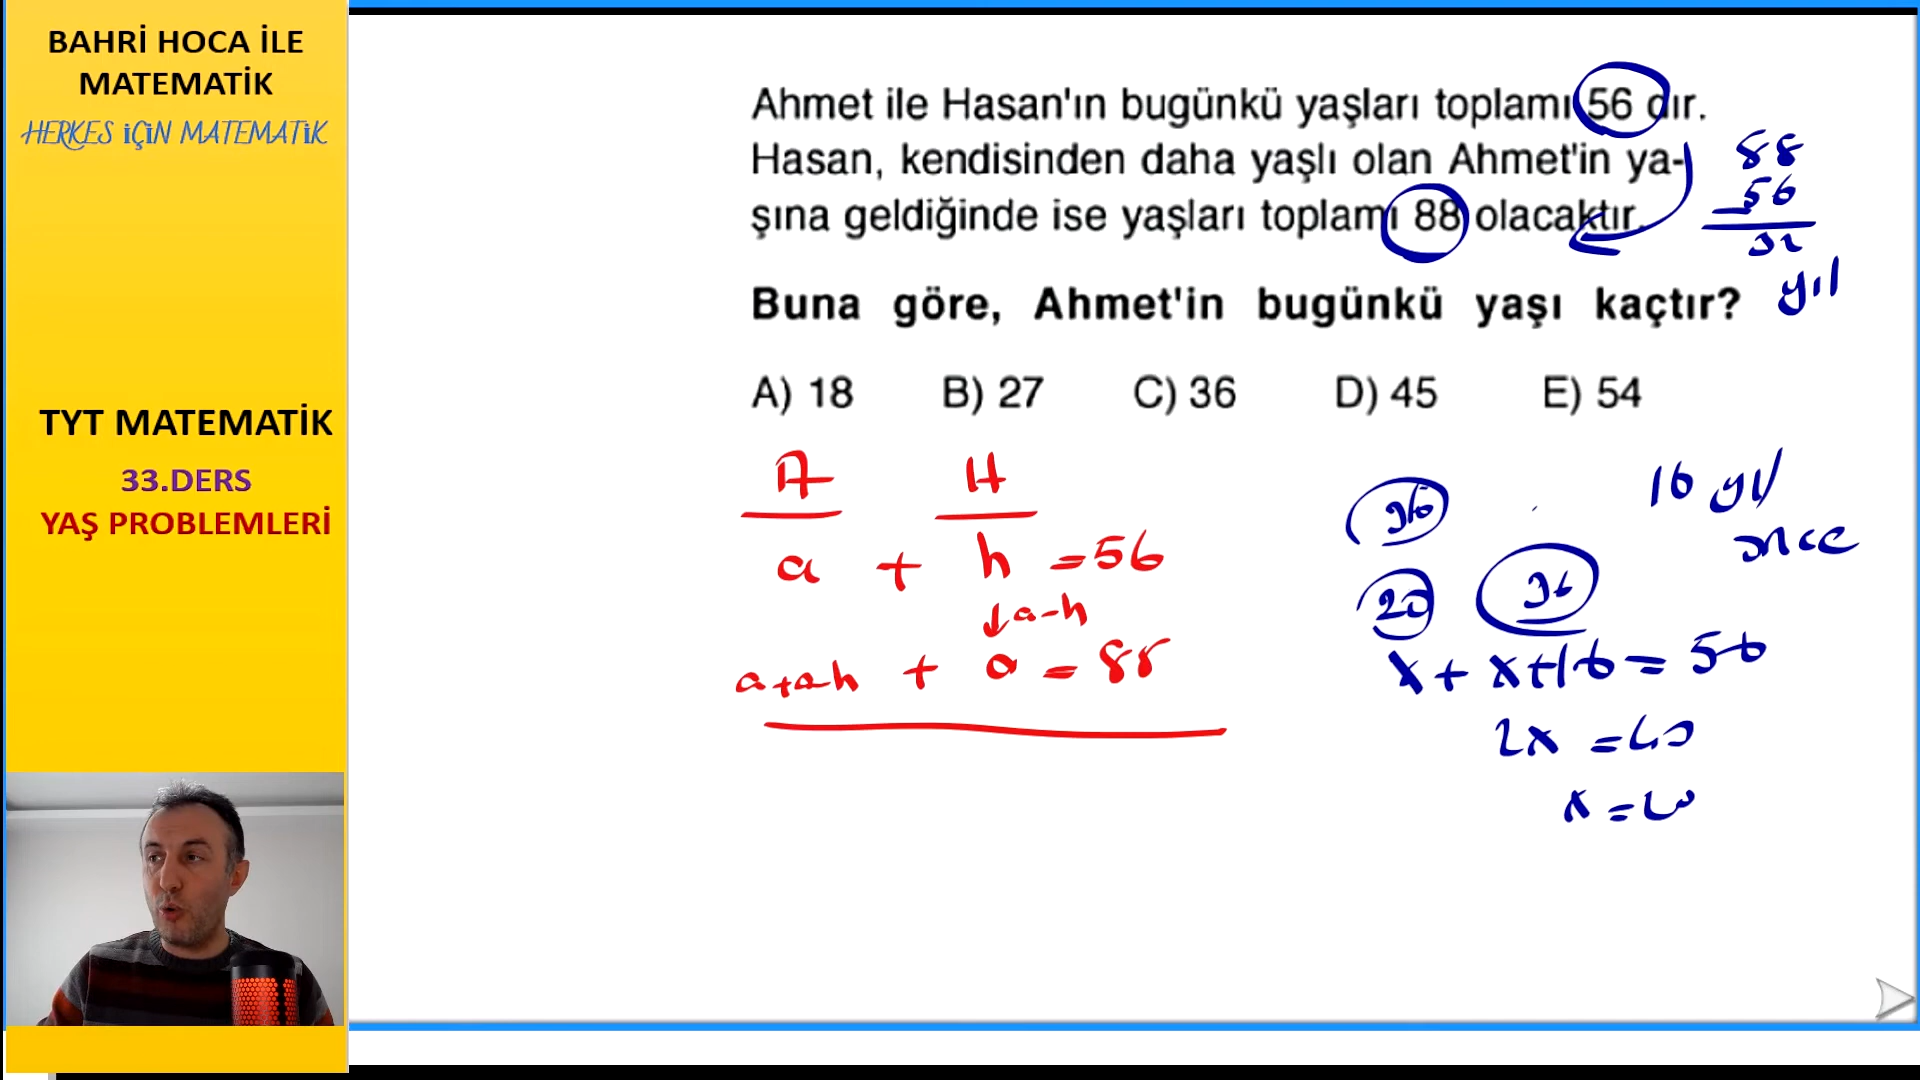 BAHRİ HOCA İLE
MATEMATİK
HERKES İÇİN MATEMATİK
TYT MATEMATİK
33.DERS
YAŞ PROBLEMLERİ
Ahmet ile Hasan'ın bugünkü yaşları toplamı 56 dır.
Hasan, kendisinden daha yaşlı olan Ahmet'in ya-
şına geldiğinde ise yaşları toplamı 88 olacaktır.
Buna göre, Ahmet'in bugünkü yaşı kaçtır?
A) 18 B) 27 C) 36 D) 45 E) 54
88
56
32
yıl
A H
a + h = 56
a-h
a+a-h + a = 88
36
16 yıl
önce
20 36
x + x+16 = 56
2x = 40
x = 20